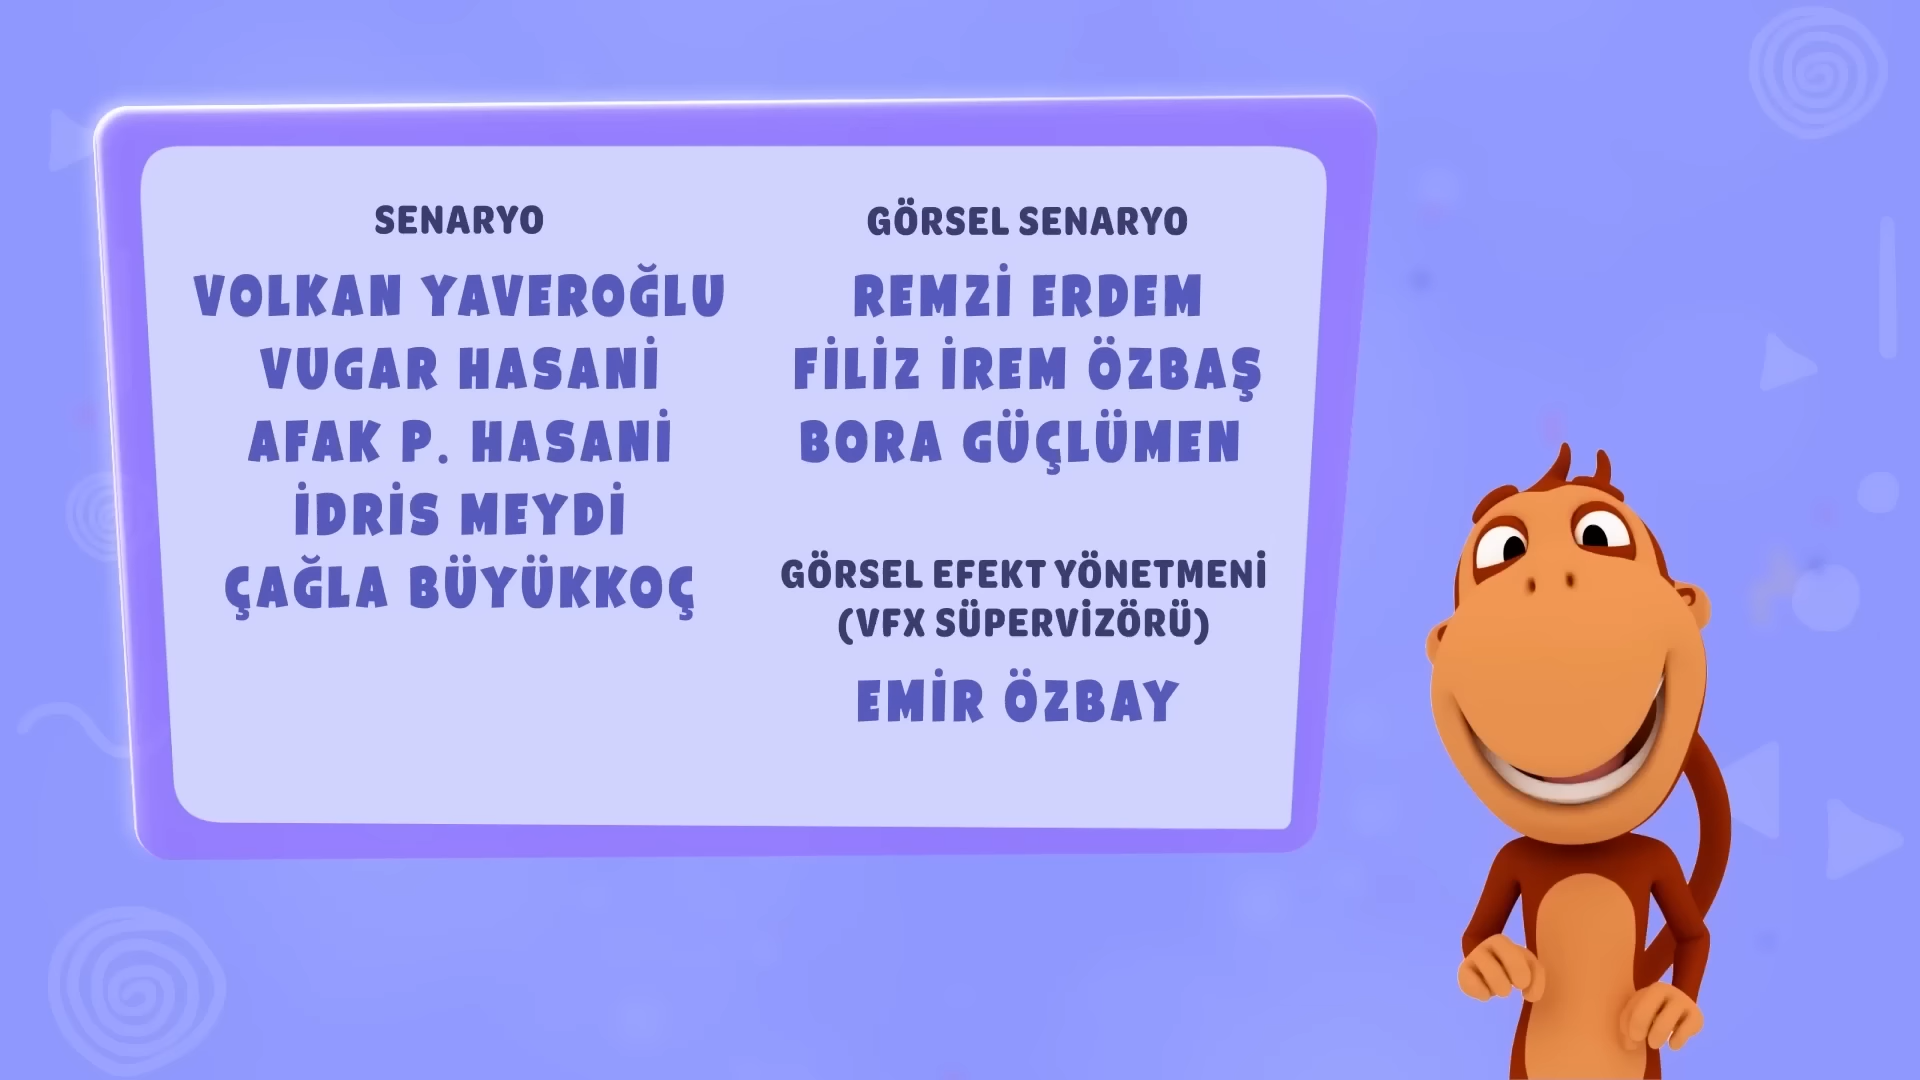 SENARYO
VOLKAN YAVEROĞLU
VUGAR HASANİ
AFAK P. HASANİ
İDRİS MEYDİ
ÇAĞLA BÜYÜKKOÇ
GÖRSEL SENARYO
REMZİ ERDEM
FİLİZ İREM ÖZBAŞ
BORA GÜÇLÜMEN
GÖRSEL EFEKT YÖNETMENİ
(VFX SÜPERVİZÖRÜ)
EMİR ÖZBAY